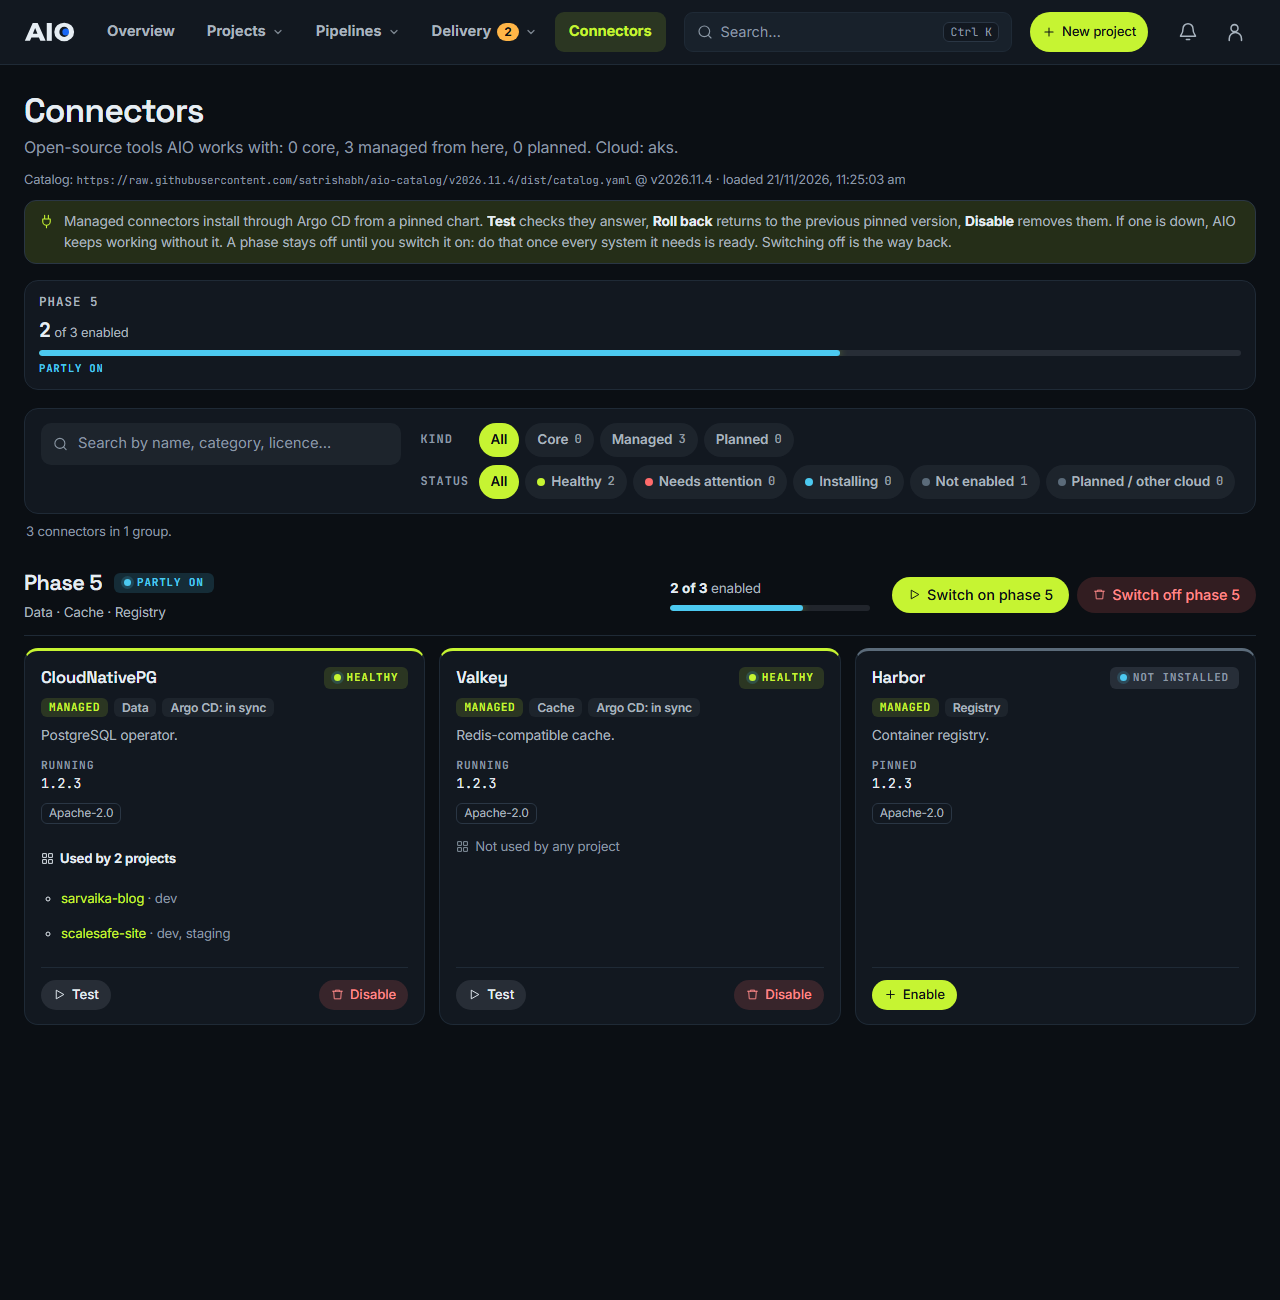 AIO
Overview
Projects
Pipelines
Delivery 2
Connectors
Search...
Ctrl K
New project
Connectors
Open-source tools AIO works with: 0 core, 3 managed from here, 0 planned. Cloud: aks.
Catalog: https://raw.githubusercontent.com/satrishabh/aio-catalog/v2026.11.4/dist/catalog.yaml @ v2026.11.4 · loaded 21/11/2026, 11:25:03 am
Managed connectors install through Argo CD from a pinned chart. Test checks they answer, Roll back returns to the previous pinned version, Disable removes them. If one is down, AIO
keeps working without it. A phase stays off until you switch it on: do that once every system it needs is ready. Switching off is the way back.
PHASE 5
2 of 3 enabled
PARTLY ON
Search by name, category, licence...
KIND All Core 0 Managed 3 Planned 0
STATUS All Healthy 2 Needs attention 0 Installing 0 Not enabled 1 Planned / other cloud 0
3 connectors in 1 group.
Phase 5 PARTLY ON
Data · Cache · Registry
2 of 3 enabled
Switch on phase 5
Switch off phase 5
CloudNativePG HEALTHY
MANAGED Data Argo CD: in sync
PostgreSQL operator.
RUNNING
1.2.3
Apache-2.0
Used by 2 projects
sarvaika-blog · dev
scalesafe-site · dev, staging
Test Disable
Valkey HEALTHY
MANAGED Cache Argo CD: in sync
Redis-compatible cache.
RUNNING
1.2.3
Apache-2.0
Not used by any project
Test Disable
Harbor NOT INSTALLED
MANAGED Registry
Container registry.
PINNED
1.2.3
Apache-2.0
Enable